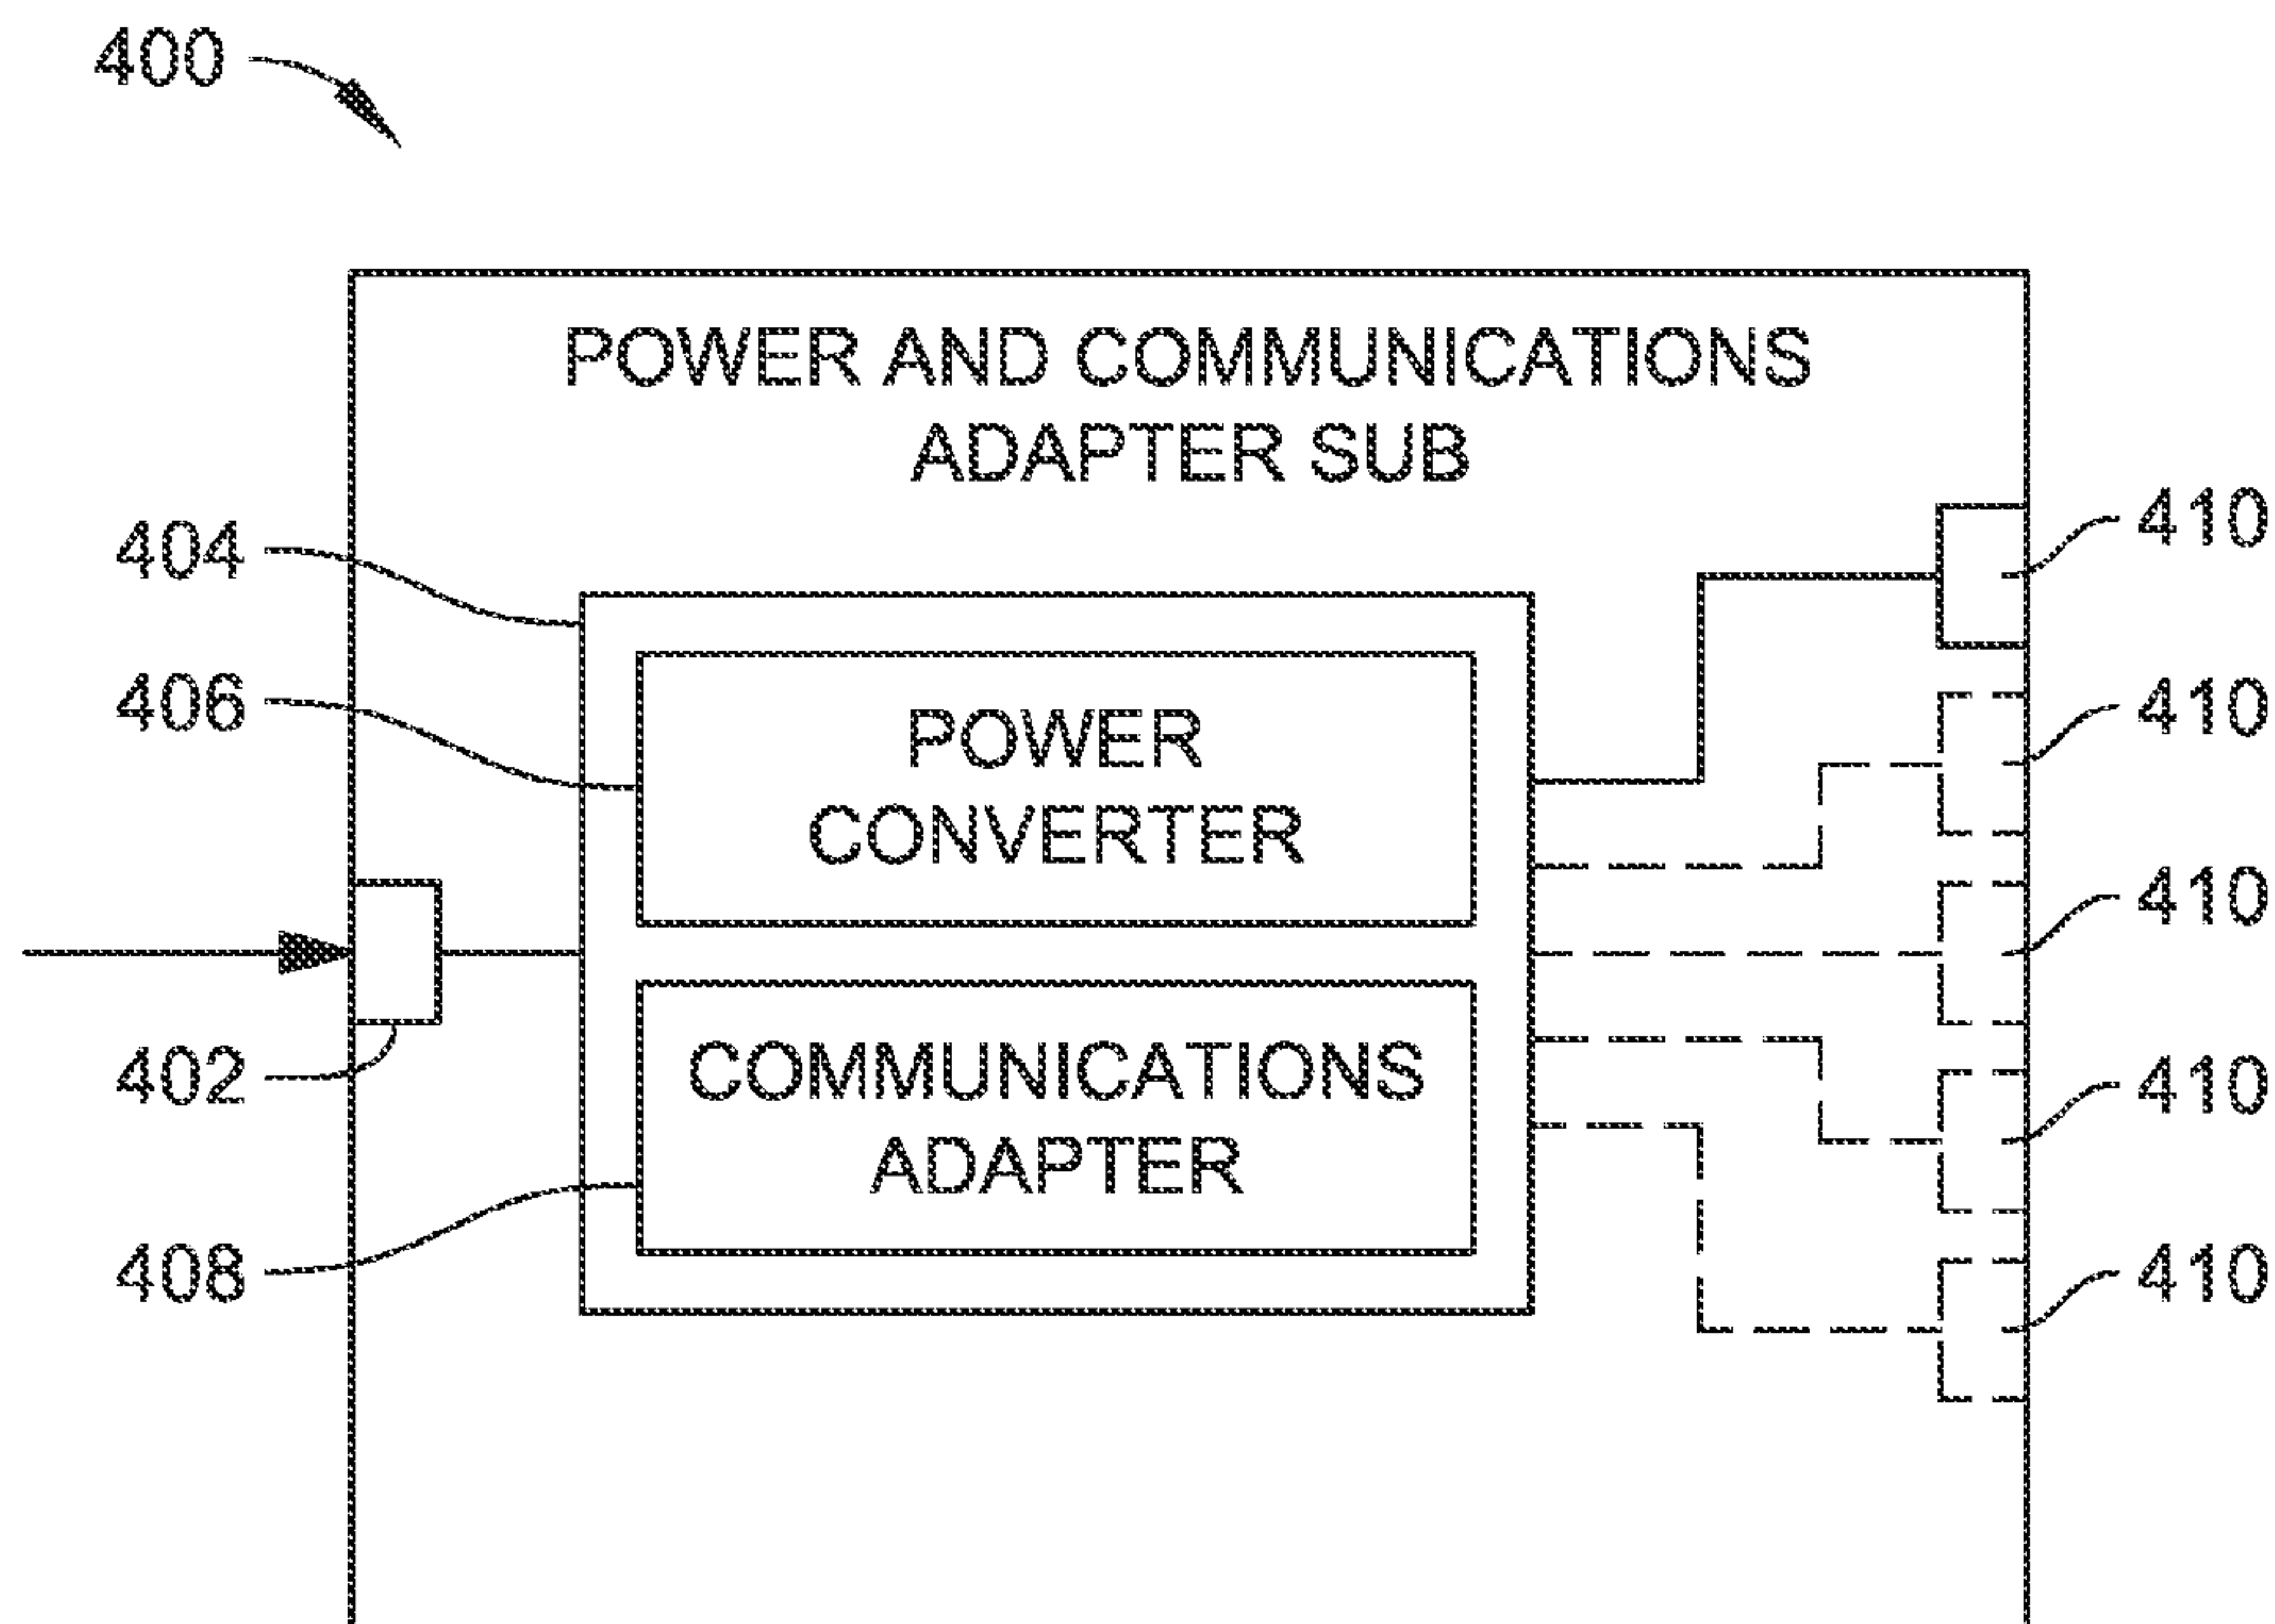 400
POWER AND COMMUNICATIONS
ADAPTER SUB
404
410
406
POWER
CONVERTER
410
410
402
COMMUNICATIONS
ADAPTER
410
408
410